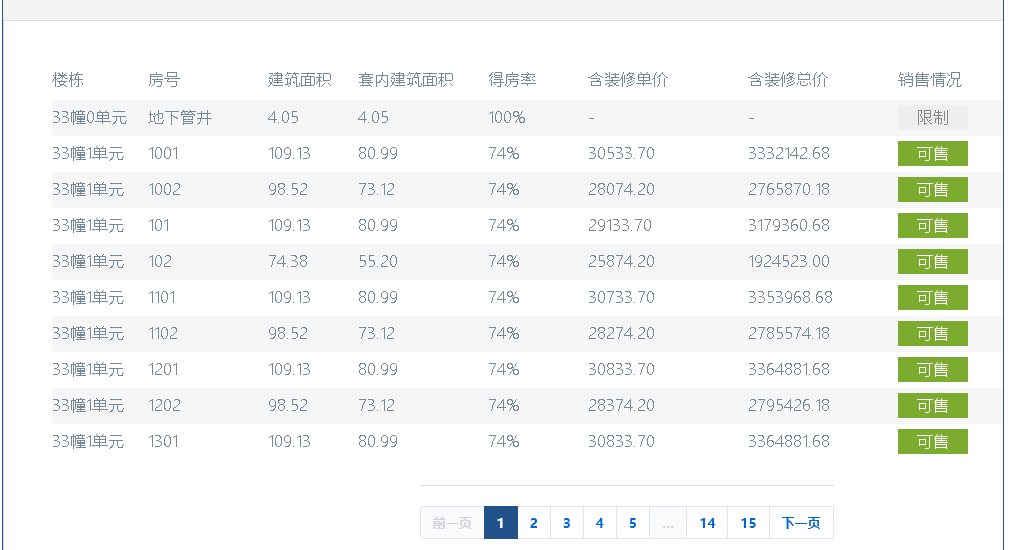 楼栋 房号 建筑面积 套内建筑面积 得房率 含装修单价 含装修总价 销售情况
33幢0单元 地下管井 4.05 4.05 100% - - 限制
33幢1单元 1001 109.13 80.99 74% 30533.70 3332142.68 可售
33幢1单元 1002 98.52 73.12 74% 28074.20 2765870.18 可售
33幢1单元 101 109.13 80.99 74% 29133.70 3179360.68 可售
33幢1单元 102 74.38 55.20 74% 25874.20 1924523.00 可售
33幢1单元 1101 109.13 80.99 74% 30733.70 3353968.68 可售
33幢1单元 1102 98.52 73.12 74% 28274.20 2785574.18 可售
33幢1单元 1201 109.13 80.99 74% 30833.70 3364881.68 可售
33幢1单元 1202 98.52 73.12 74% 28374.20 2795426.18 可售
33幢1单元 1301 109.13 80.99 74% 30833.70 3364881.68 可售
前一页 1 2 3 4 5 ... 14 15 下一页